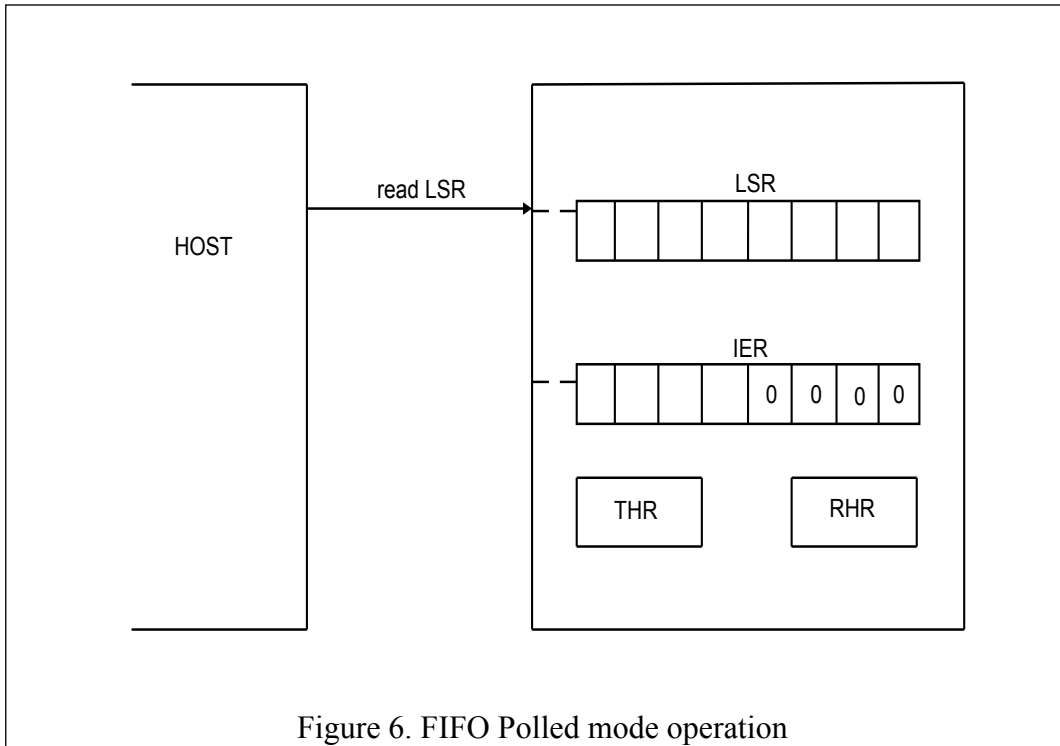 read LSR
LSR
HOST
IER
0 0 0 0
THR RHR
Figure 6. FIFO Polled mode operation